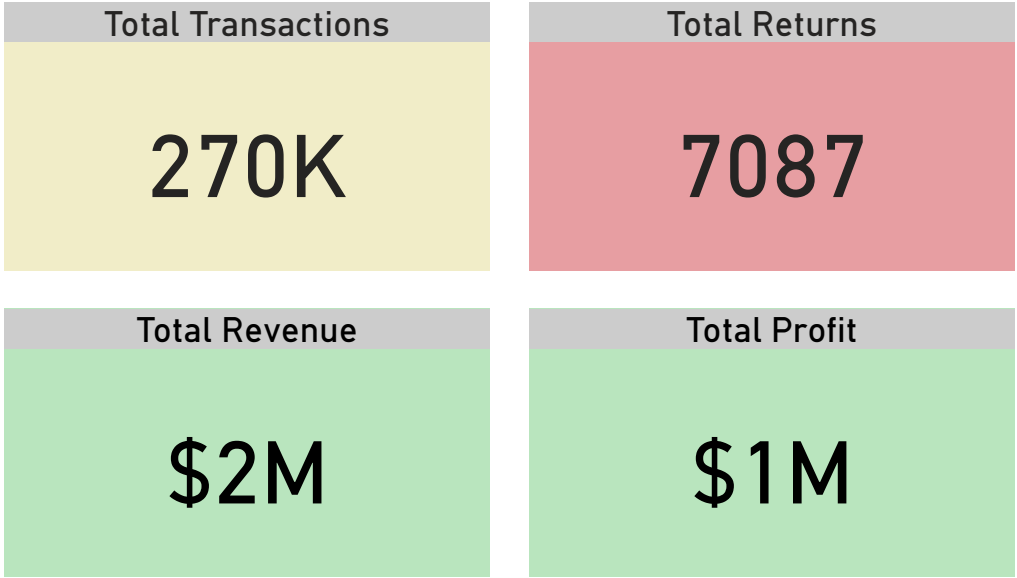 Total Transactions
270K
Total Returns
7087
Total Revenue
$2M
Total Profit
$1M